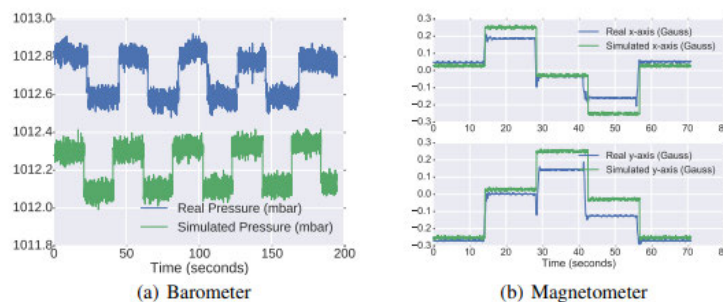 1013.0
1012.8
1012.6
1012.4
1012.2
1012.0
1011.8
Real Pressure (mbar)
Simulated Pressure (mbar)
0 50 100 150 200
Time (seconds)
(a) Barometer
0.3
0.2
0.1
0.0
−0.1
−0.2
−0.3
Real x-axis (Gauss)
Simulated x-axis (Gauss)
0 10 20 30 40 50 60 70 80
0.3
0.2
0.1
0.0
−0.1
−0.2
−0.3
Real y-axis (Gauss)
Simulated y-axis (Gauss)
0 10 20 30 40 50 60 70 80
Time (seconds)
(b) Magnetometer